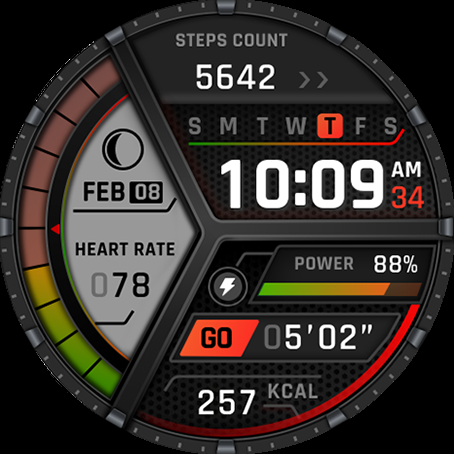 STEPS COUNT
5642 >>
S M T W T F S
10:09 AM
34
FEB 08
HEART RATE
078
POWER 88%
GO 05'02"
257 KCAL